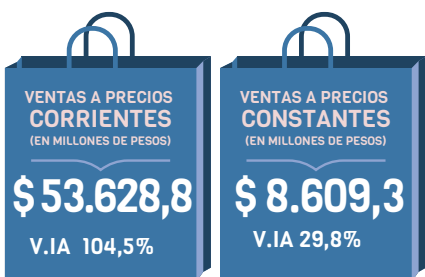 VENTAS A PRECIOS
CORRIENTES
(EN MILLONES DE PESOS)
$ 53.628,8
V.IA 104,5%
VENTAS A PRECIOS
CONSTANTES
(EN MILLONES DE PESOS)
$ 8.609,3
V.IA 29,8%